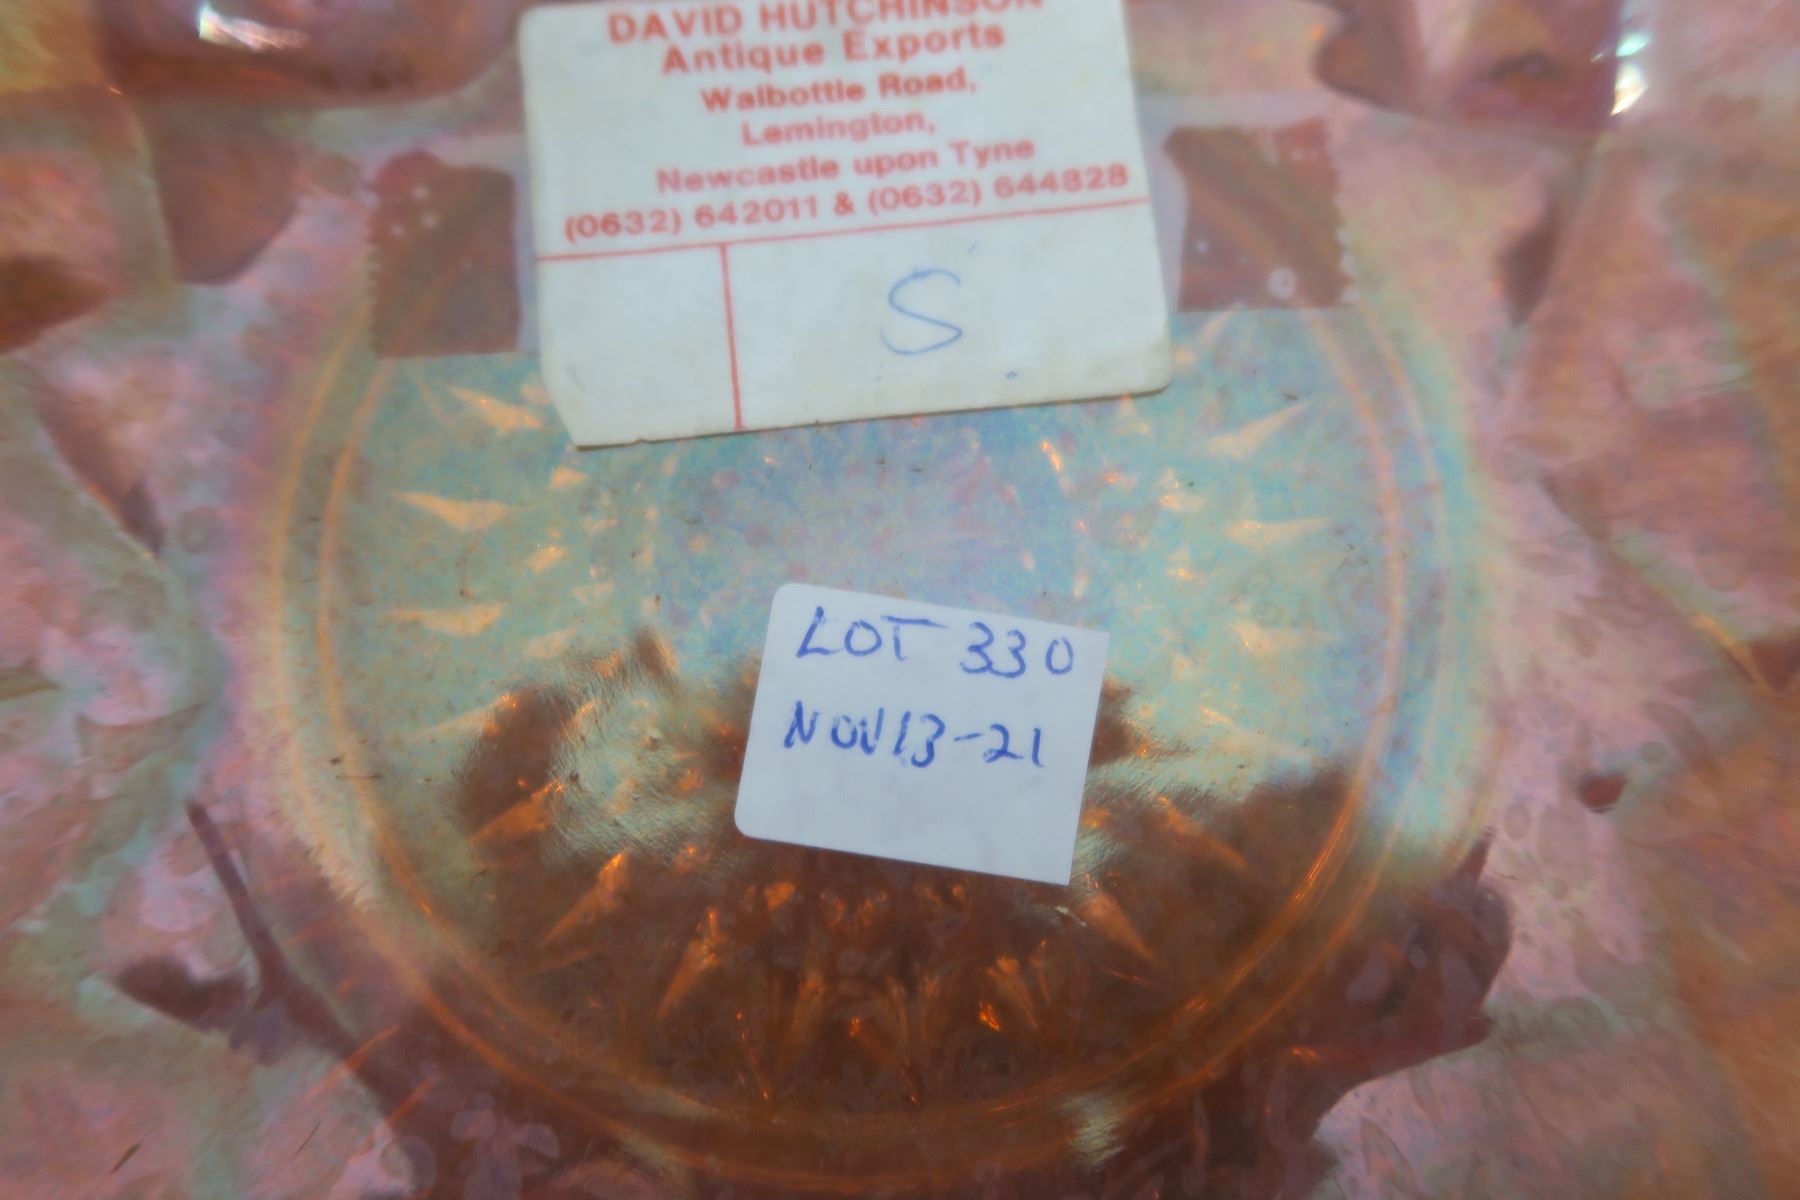 DAVID HUTCHINSON
Antique Exports
Walbottle Road,
Lemington,
Newcastle upon Tyne
(0632) 642011 & (0632) 644828
S
LOT 330
NOV13-21